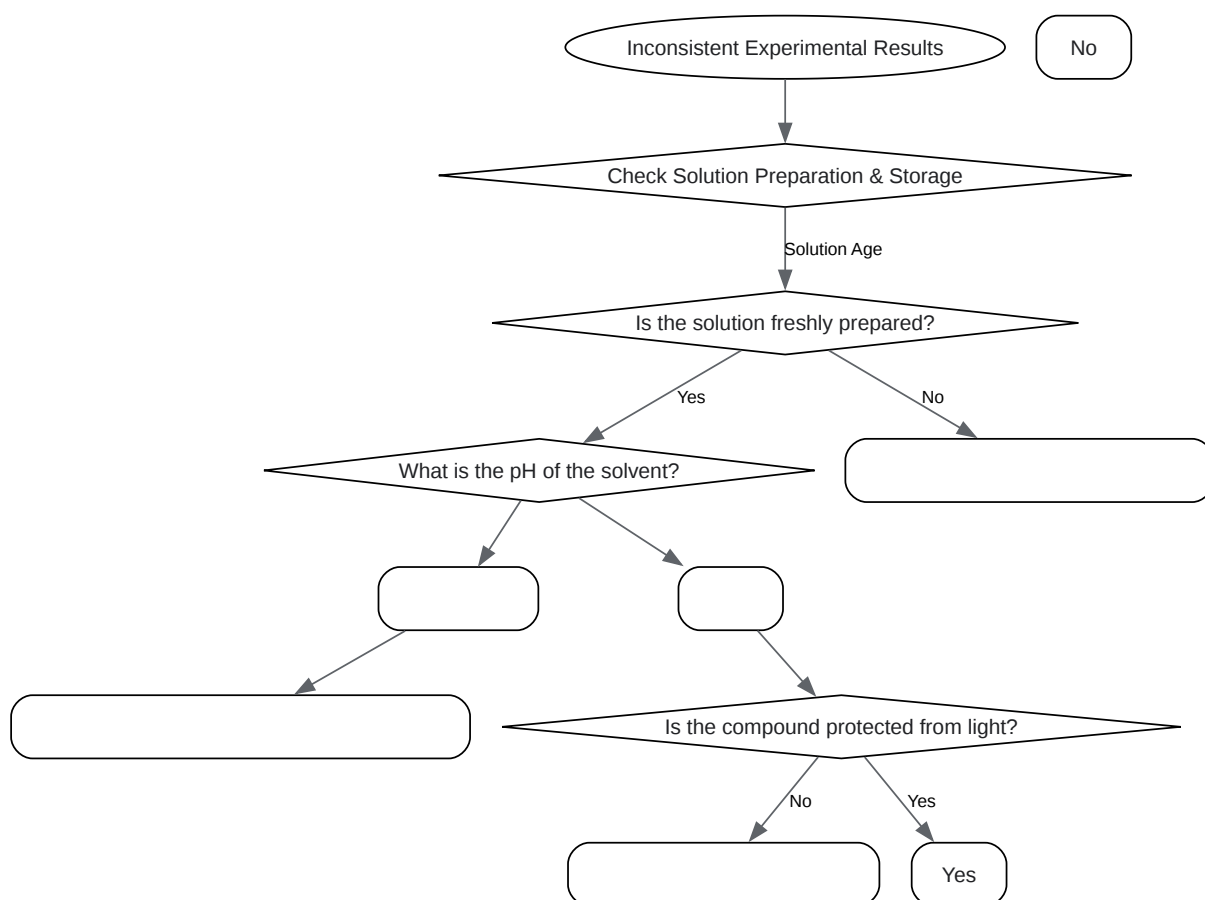 Inconsistent Experimental Results
No
Check Solution Preparation & Storage
Solution Age
Is the solution freshly prepared?
Yes
No
What is the pH of the solvent?
Is the compound protected from light?
No
Yes
Yes